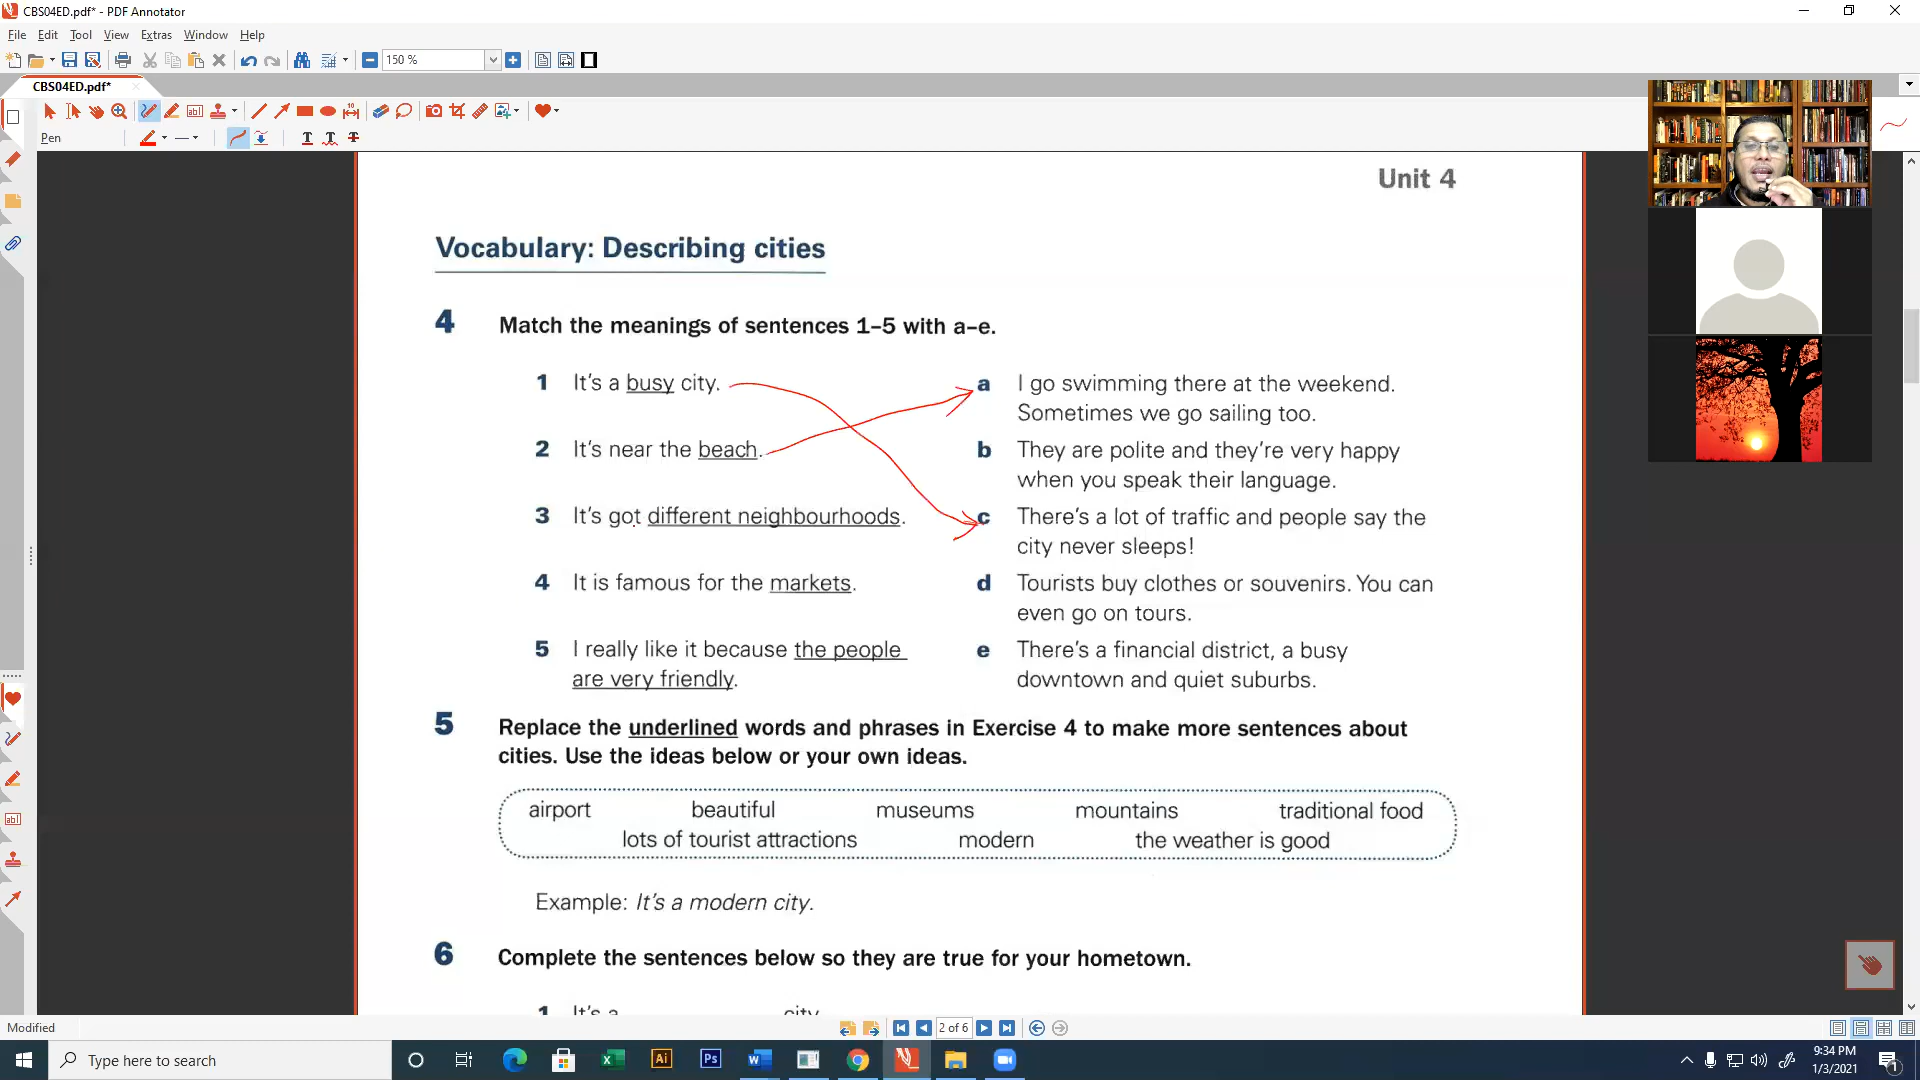 CBS04ED.pdf* - PDF Annotator
File Edit Tool View Extras Window Help
150 %
CBS04ED.pdf*
Pen
Unit 4
Vocabulary: Describing cities
4 Match the meanings of sentences 1–5 with a–e.
1 It's a busy city.
2 It's near the beach.
3 It's got different neighbourhoods.
4 It is famous for the markets.
5 I really like it because the people
are very friendly.
a I go swimming there at the weekend.
Sometimes we go sailing too.
b They are polite and they're very happy
when you speak their language.
c There's a lot of traffic and people say the
city never sleeps!
d Tourists buy clothes or souvenirs. You can
even go on tours.
e There's a financial district, a busy
downtown and quiet suburbs.
5 Replace the underlined words and phrases in Exercise 4 to make more sentences about
cities. Use the ideas below or your own ideas.
airport beautiful museums mountains traditional food
lots of tourist attractions modern the weather is good
Example: It's a modern city.
6 Complete the sentences below so they are true for your hometown.
1 It's a city
Modified
2 of 6
Type here to search
9:34 PM
1/3/2021